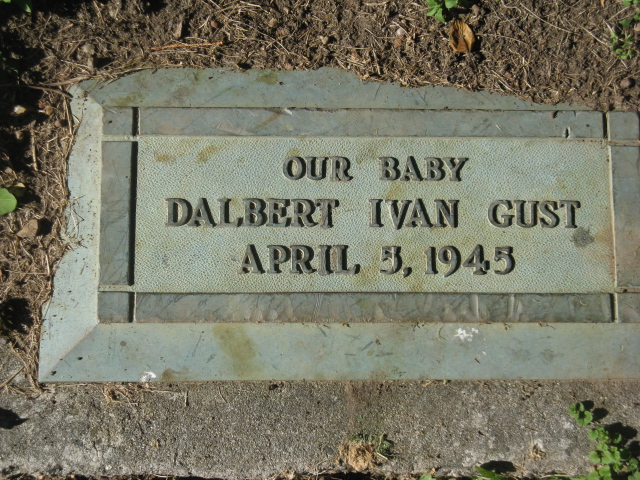 OUR BABY
DALBERT IVAN GUST
APRIL, 5, 1945